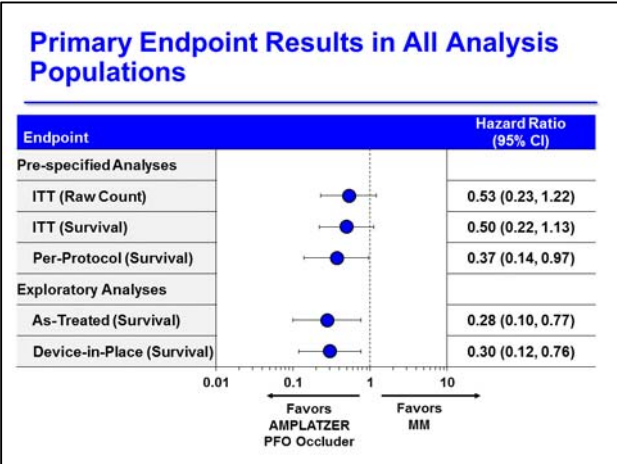 Primary Endpoint Results in All Analysis
Populations
Endpoint
Hazard Ratio
(95% CI)
Pre-specified Analyses
ITT (Raw Count) 0.53 (0.23, 1.22)
ITT (Survival) 0.50 (0.22, 1.13)
Per-Protocol (Survival) 0.37 (0.14, 0.97)
Exploratory Analyses
As-Treated (Survival) 0.28 (0.10, 0.77)
Device-in-Place (Survival) 0.30 (0.12, 0.76)
0.01 0.1 1 10
Favors
AMPLATZER
PFO Occluder
Favors
MM